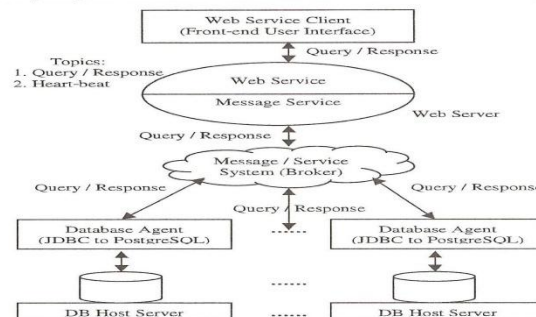 Web Service Client
(Front-end User Interface)
Query / Response
Topics:
1. Query / Response
2. Heart-beat
Web Service
Message Service
Web Server
Query / Response
Message / Service
System (Broker)
Query / Response
Query / Response
Query / Response
Database Agent
(JDBC to PostgreSQL)
......
Database Agent
(JDBC to PostgreSQL)
......
DB Host Server
......
DB Host Server